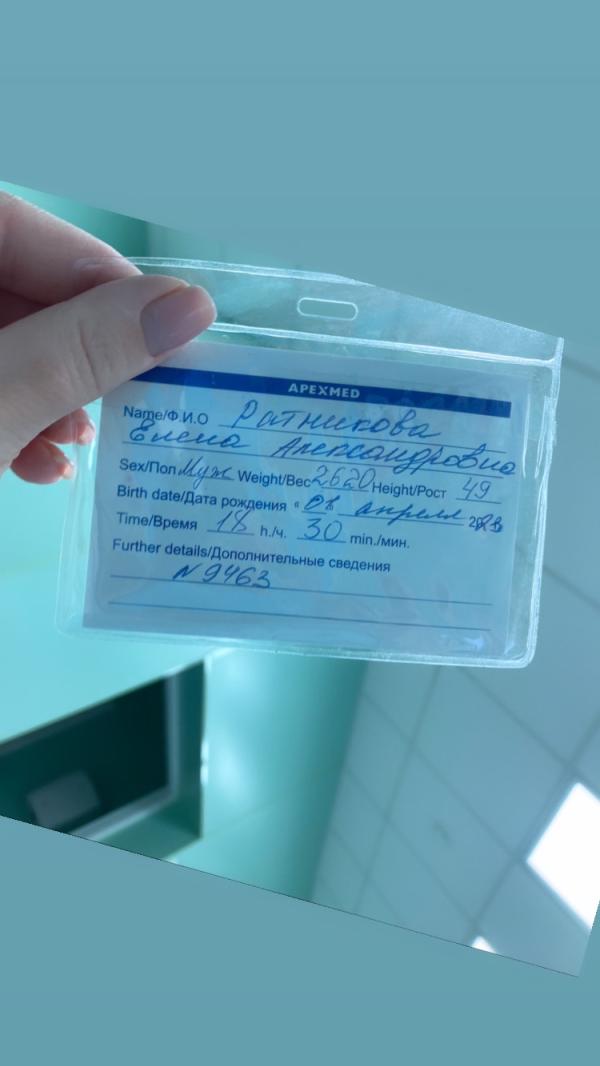 APEXMED
Name/Ф.И.О Ратникова
Елена Александровна
Sex/Пол Муж Weight/Вес 2620 Height/Рост 49
Birth date/Дата рождения " 08 апреля
Time/Время 18 h./ч. 30 min./мин.
Further details/Дополнительные сведения
N 9463